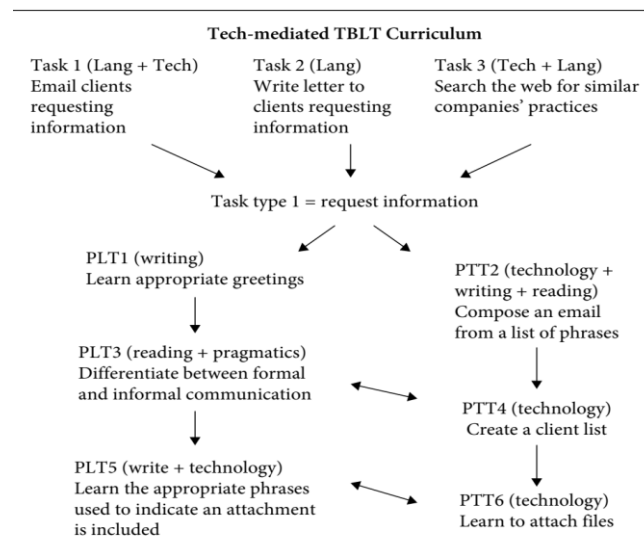 Tech-mediated TBLT Curriculum
Task 1 (Lang + Tech)
Email clients
requesting
information
Task 2 (Lang)
Write letter to
clients requesting
information
Task 3 (Tech + Lang)
Search the web for similar
companies’ practices
Task type 1 = request information
PLT1 (writing)
Learn appropriate greetings
PTT2 (technology +
writing + reading)
Compose an email
from a list of phrases
PLT3 (reading + pragmatics)
Differentiate between formal
and informal communication
PTT4 (technology)
Create a client list
PLT5 (write + technology)
Learn the appropriate phrases
used to indicate an attachment
is included
PTT6 (technology)
Learn to attach files